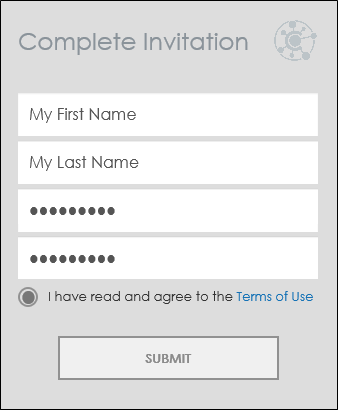 Complete Invitation
My First Name
My Last Name
●●●●●●●●●
●●●●●●●●●
I have read and agree to the Terms of Use
SUBMIT